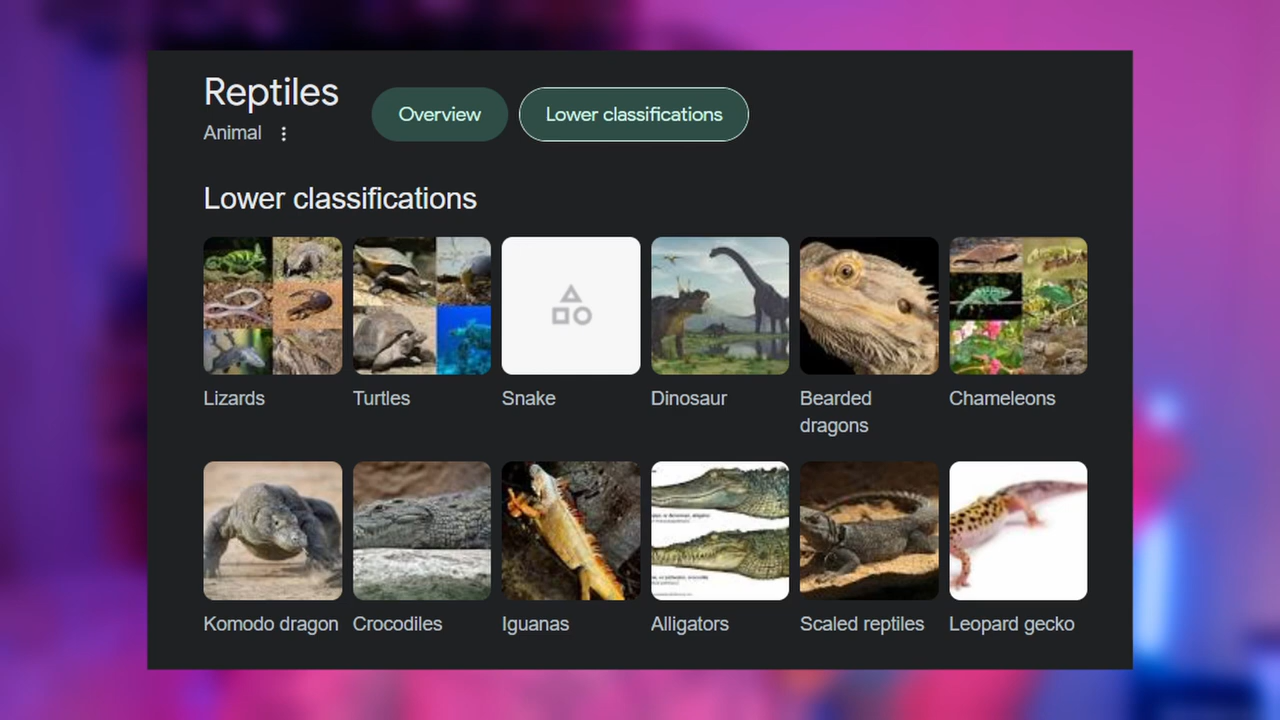 Reptiles
Animal
Overview
Lower classifications
Lower classifications
Lizards
Turtles
Snake
Dinosaur
Bearded
dragons
Chameleons
Komodo dragon
Crocodiles
Iguanas
Alligators
Scaled reptiles
Leopard gecko